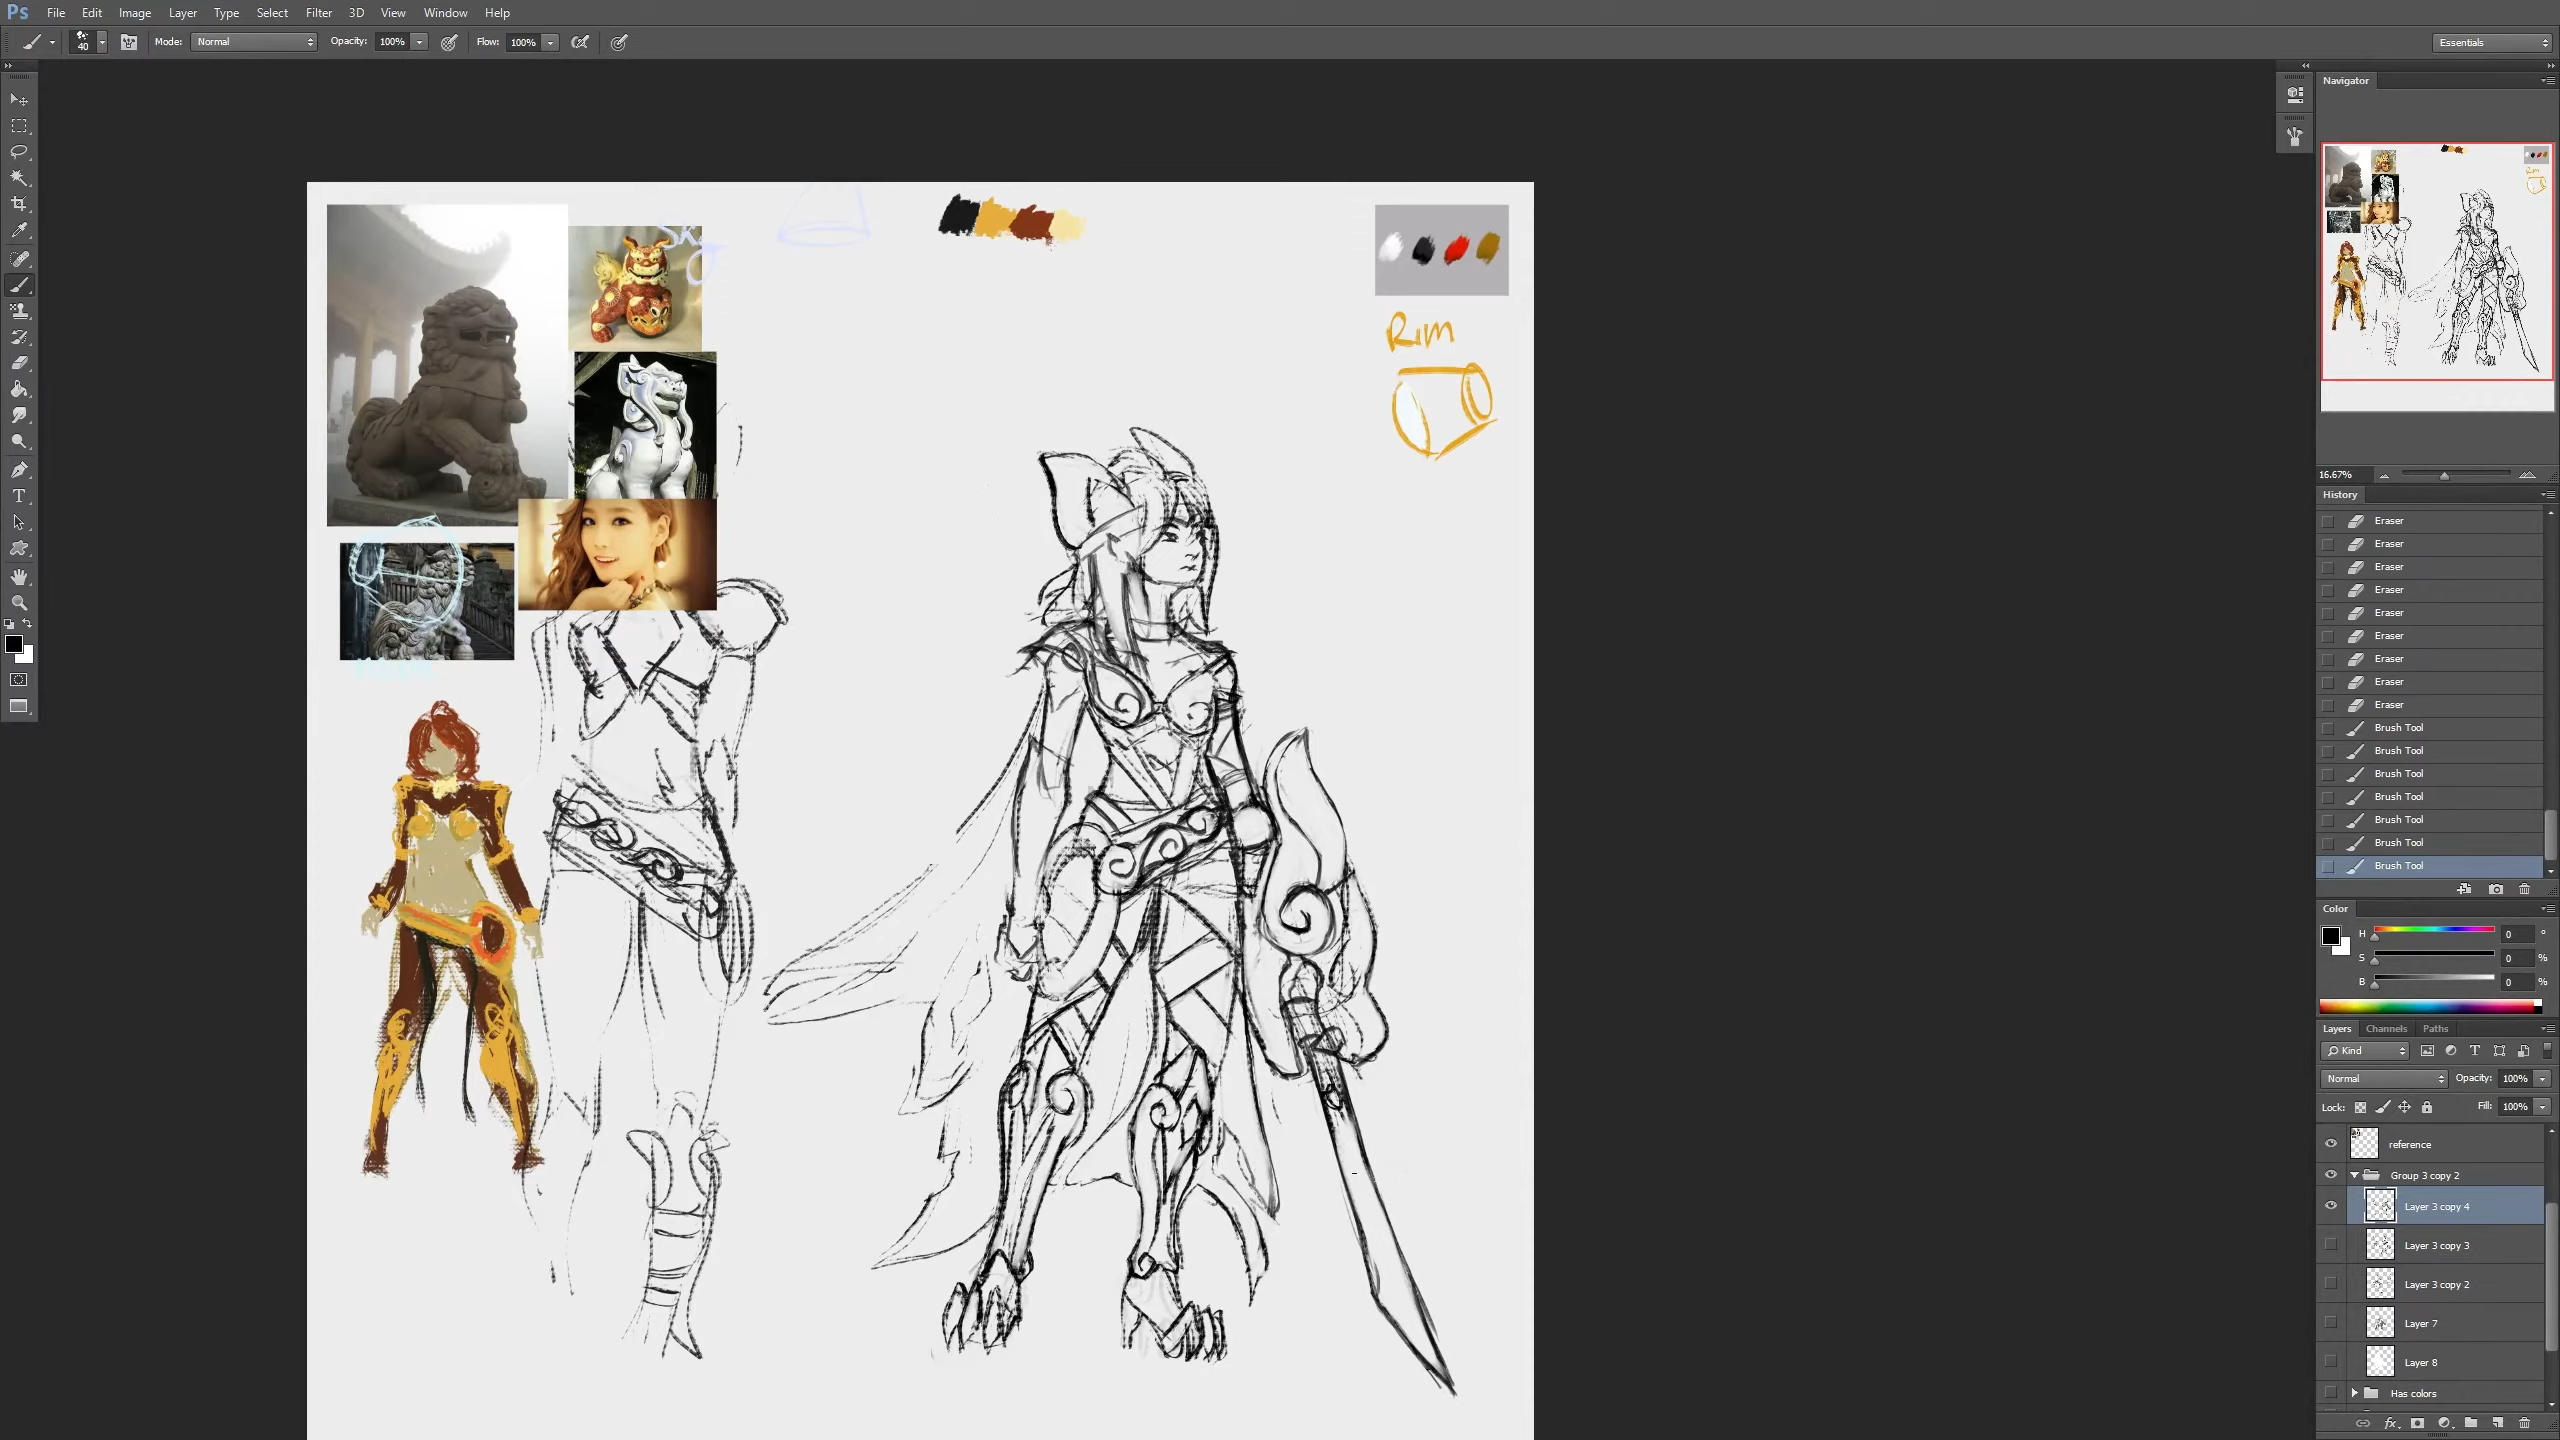 Ps File Edit Image Layer Type Select Filter 3D View Window Help
40 Mode: Normal Opacity: 100% Flow: 100% Essentials
Navigator
Rim
16.67%
History
Eraser
Eraser
Eraser
Eraser
Eraser
Eraser
Eraser
Eraser
Eraser
Brush Tool
Brush Tool
Brush Tool
Brush Tool
Brush Tool
Brush Tool
Brush Tool
Color
H 0 °
S 0 %
B 0 %
Layers Channels Paths
Kind
Normal Opacity: 100%
Lock: Fill: 100%
reference
Group 3 copy 2
Layer 3 copy 4
Layer 3 copy 3
Layer 3 copy 2
Layer 7
Layer 8
Has colors